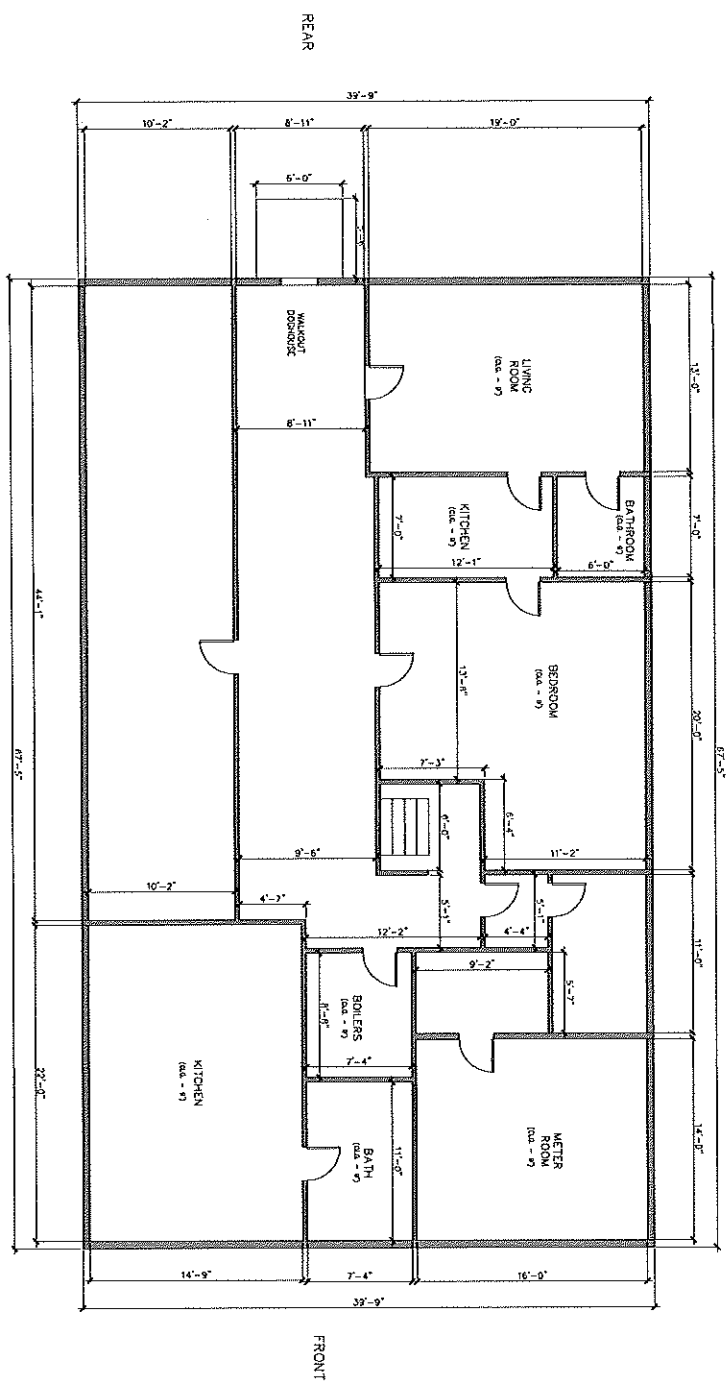 REAR
39'-9"
10'-2"
8'-11"
19'-0"
6'-0"
WALKOUT
DOGHOUSE
LIVING
ROOM
8'-11"
13'-0"
67'-5"
KITCHEN
7'-0"
12'-1"
BATHROOM
6'-0"
7'-0"
BEDROOM
13'-8"
20'-0"
44'-1"
67'-5"
7'-3"
6'-4"
6'-0"
11'-2"
9'-6"
10'-2"
4'-7"
12'-2"
5'-1"
5'-1"
4'-4"
11'-0"
9'-2"
5'-7"
BOILERS
8'-8"
7'-4"
KITCHEN
22'-0"
BATH
11'-0"
METER
ROOM
14'-0"
14'-9"
7'-4"
16'-0"
39'-9"
FRONT